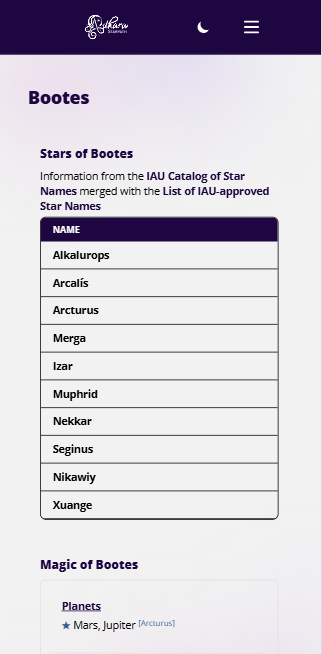 Bootes
Stars of Bootes
Information from the IAU Catalog of Star
Names merged with the List of IAU-approved
Star Names
NAME
Alkalurops
Arcalís
Arcturus
Merga
Izar
Muphrid
Nekkar
Seginus
Nikawiy
Xuange
Magic of Bootes
Planets
Mars, Jupiter [Arcturus]